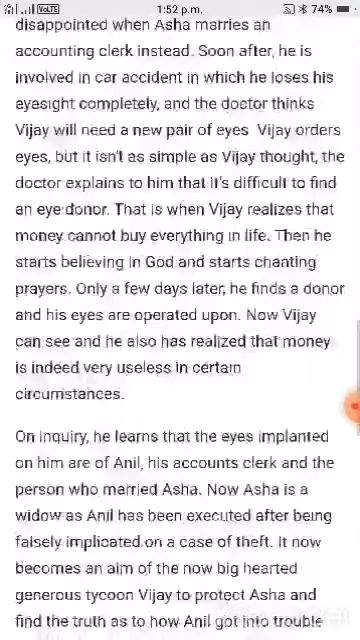 VoLTE 1:52 p.m. 74%
disappointed when Asha marries an
accounting clerk instead. Soon after, he is
involved in car accident in which he loses his
eyesight completely, and the doctor thinks
Vijay will need a new pair of eyes Vijay orders
eyes, but it isn't as simple as Vijay thought, the
doctor explains to him that it's difficult to find
an eye donor. That is when Vijay realizes that
money cannot buy everything in life. Then he
starts believing in God and starts chanting
prayers. Only a few days later, he finds a donor
and his eyes are operated upon. Now Vijay
can see and he also has realized that money
is indeed very useless in certain
circumstances.
On inquiry, he learns that the eyes implanted
on him are of Anil, his accounts clerk and the
person who married Asha. Now Asha is a
widow as Anil has been executed after being
falsely implicated on a case of theft. It now
becomes an aim of the now big hearted
generous tycoon Vijay to protect Asha and
find the truth as to how Anil got into trouble